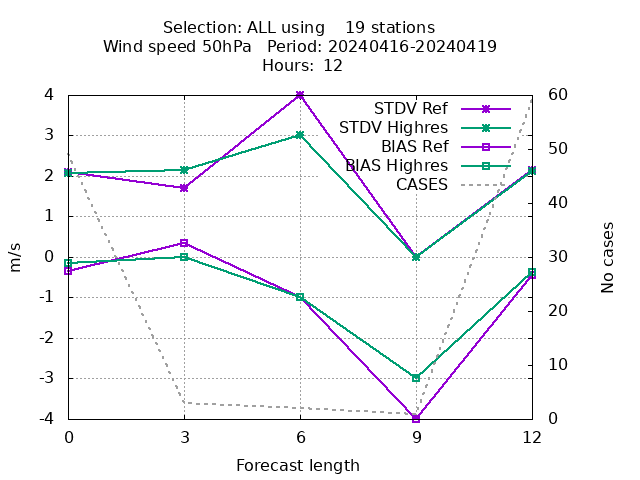 Selection: ALL using    19 stations
Wind speed 50hPa   Period: 20240416-20240419
Hours: 12
4
3
2
1
0
-1
-2
-3
-4
m/s
STDV Ref
STDV Highres
BIAS Ref
BIAS Highres
CASES
60
50
40
30
20
10
0
No cases
0 3 6 9 12
Forecast length